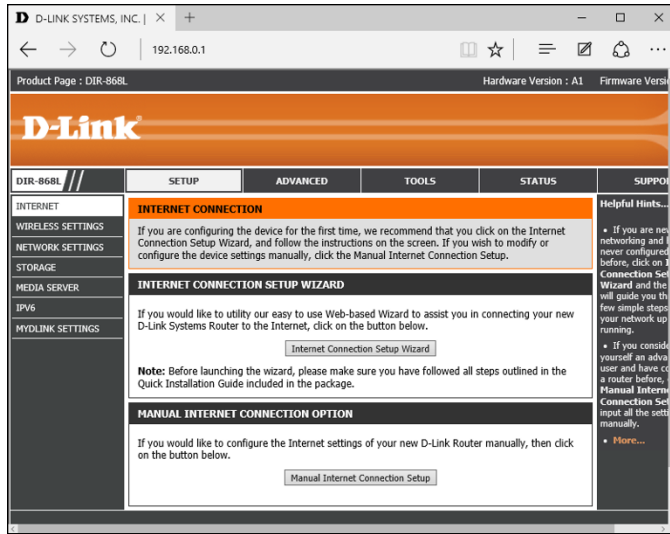 D-LINK SYSTEMS, INC. |
192.168.0.1
Product Page : DIR-868L
Hardware Version : A1
Firmware Versi
D-Link
DIR-868L
SETUP
ADVANCED
TOOLS
STATUS
SUPPO
INTERNET
WIRELESS SETTINGS
NETWORK SETTINGS
STORAGE
MEDIA SERVER
IPV6
MYDLINK SETTINGS
INTERNET CONNECTION
If you are configuring the device for the first time, we recommend that you click on the Internet
Connection Setup Wizard, and follow the instructions on the screen. If you wish to modify or
configure the device settings manually, click the Manual Internet Connection Setup.
INTERNET CONNECTION SETUP WIZARD
If you would like to utility our easy to use Web-based Wizard to assist you in connecting your new
D-Link Systems Router to the Internet, click on the button below.
Internet Connection Setup Wizard
Note: Before launching the wizard, please make sure you have followed all steps outlined in the
Quick Installation Guide included in the package.
MANUAL INTERNET CONNECTION OPTION
If you would like to configure the Internet settings of your new D-Link Router manually, then click
on the button below.
Manual Internet Connection Setup
Helpful Hints...
• If you are new
networking and
never configured
before, click on
Connection Set
Wizard and the
will guide you th
few simple steps
your network up
running.
• If you conside
yourself an adva
user and have co
a router before,
Manual Intern
Connection Set
input all the setti
manually.
• More...